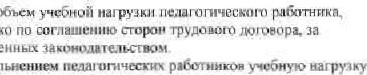 объем учебной нагрузки педагогического работника,
ко по соглашению сторон трудового договора, за
енных законодательством.
льнением педагогических работников учебную нагрузку